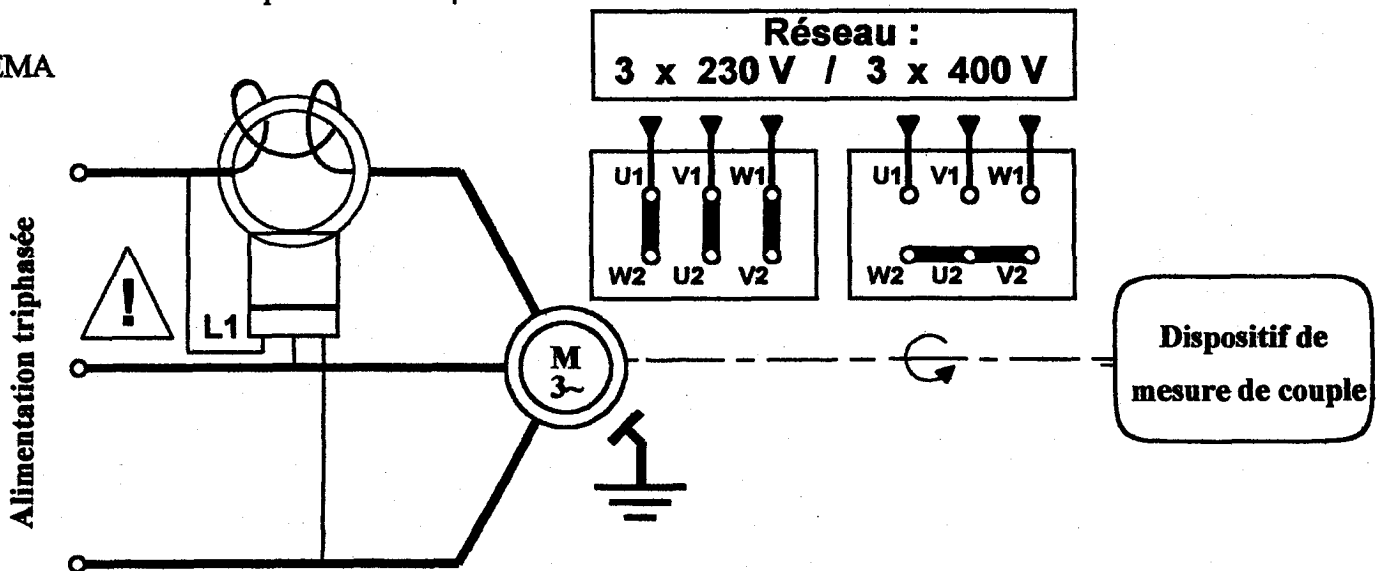 Réseau :
3 x 230 V / 3 x 400 V
EMA
U1 V1 W1
W2 U2 V2
U1 V1 W1
W2 U2 V2
Alimentation triphasée
!
L1
M
3~
Dispositif de
mesure de couple